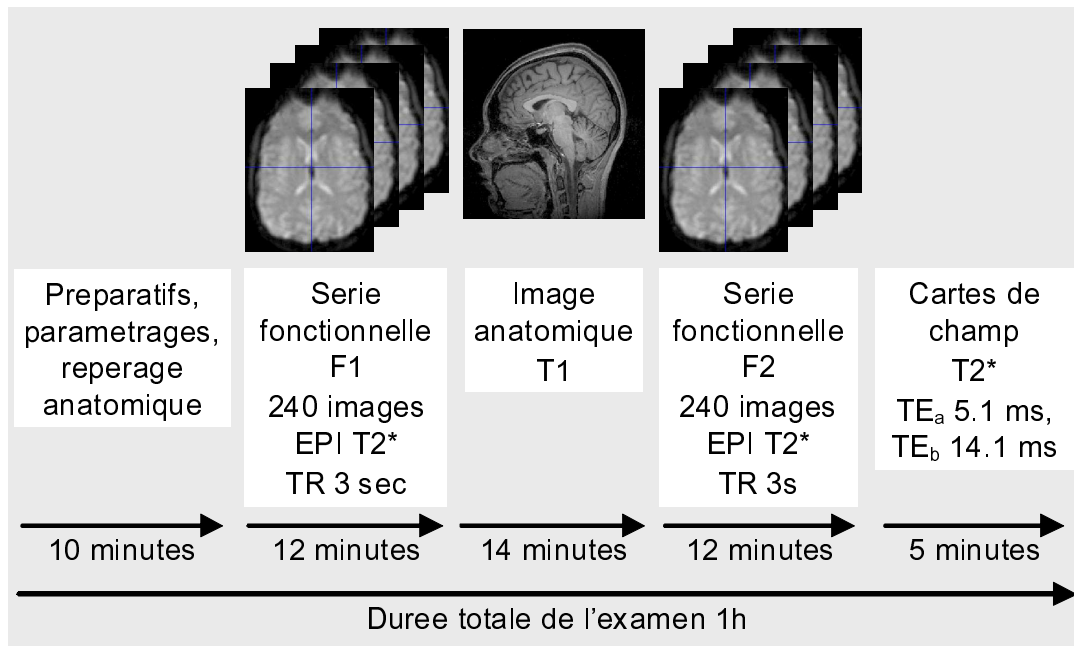 Preparatifs,
parametrages,
reperage
anatomique
Serie
fonctionnelle
F1
240 images
EPI T2*
TR 3 sec
Image
anatomique
T1
Serie
fonctionnelle
F2
240 images
EPI T2*
TR 3s
Cartes de
champ
T2*
TEa 5.1 ms,
TEb 14.1 ms
10 minutes
12 minutes
14 minutes
12 minutes
5 minutes
Duree totale de l'examen 1h